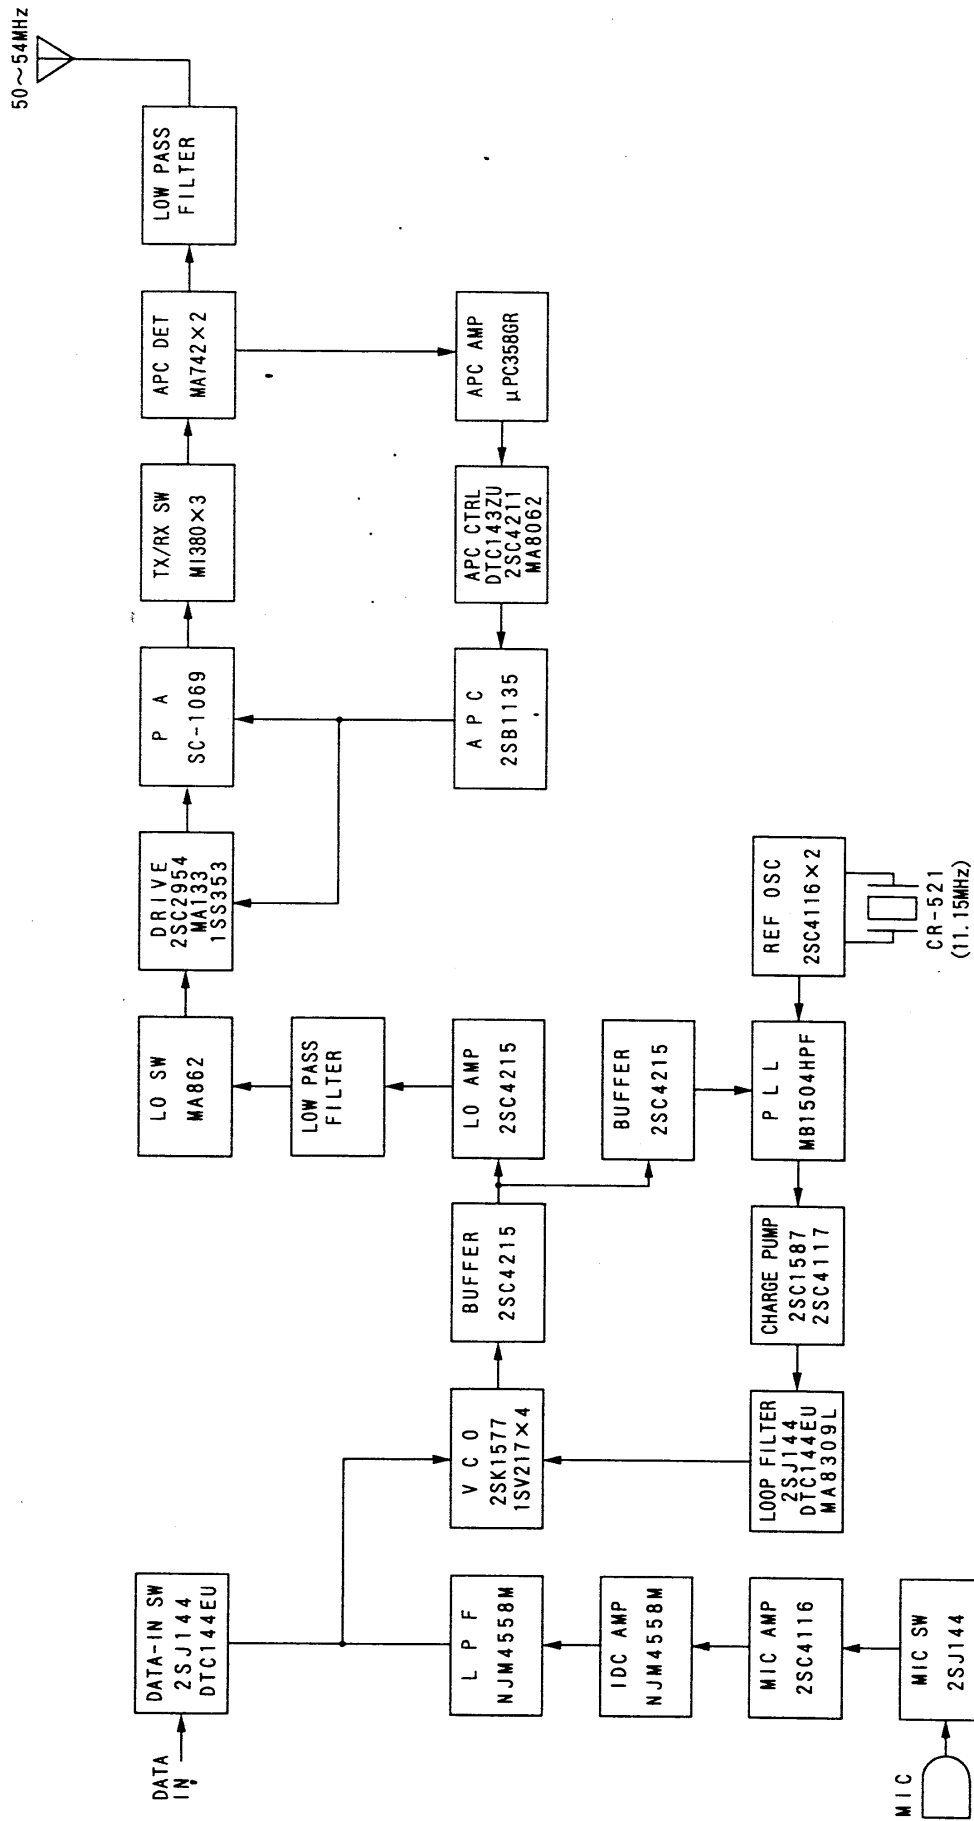 50～54MHz
LOW PASS
FILTER
APC DET
MA742×2
TX/RX SW
MI380×3
P A
SC-1069
DRIVE
2SC2954
MA133
1SS353
LO SW
MA862
LOW PASS
FILTER
LO AMP
2SC4215
BUFFER
2SC4215
BUFFER
2SC4215
V C O
2SK1577
1SV217×4
APC AMP
μPC358GR
APC CTRL
DTC143ZU
2SC4211
MA8062
A P C
2SB1135
REF OSC
2SC4116×2
CR-521
(11.15MHz)
P L L
MB1504HPF
CHARGE PUMP
2SC1587
2SC4117
LOOP FILTER
2SJ144
DTC144EU
MA8309L
DATA
IN
DATA-IN SW
2SJ144
DTC144EU
L P F
NJM4558M
IDC AMP
NJM4558M
MIC AMP
2SC4116
MIC SW
2SJ144
MIC